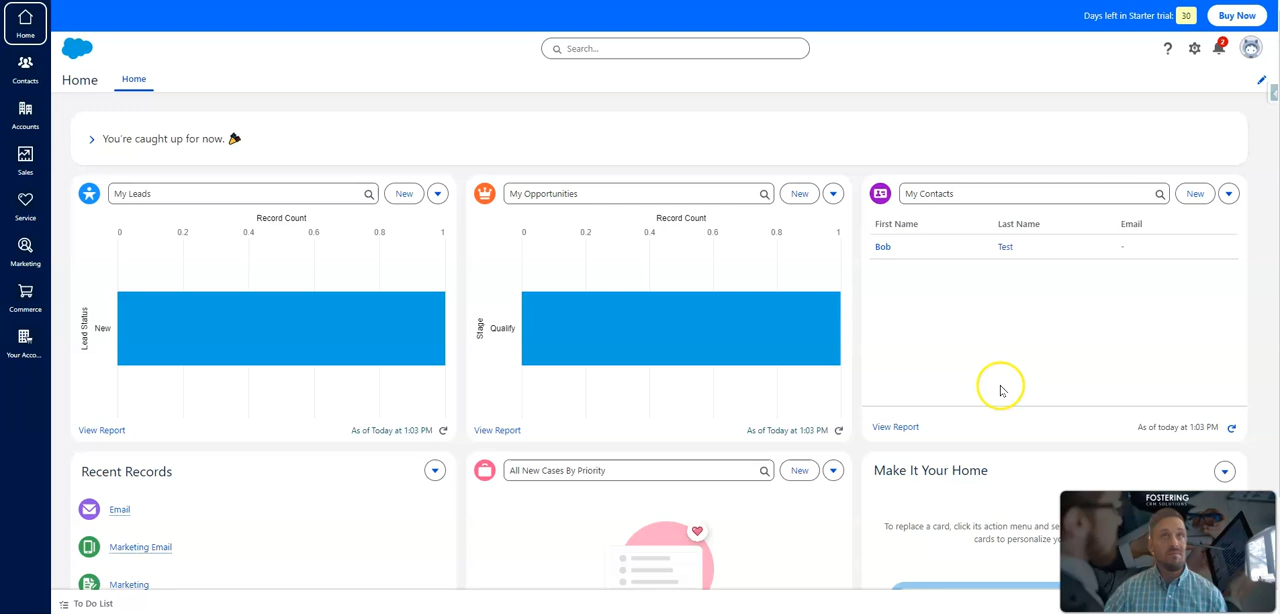 Days left in Starter trial: 30 Buy Now
Home
Search...
? 2
Contacts
Home Home
Accounts
You're caught up for now.
Sales
Service
Marketing
Commerce
Your Acco...
My Leads New
Record Count
0 0.2 0.4 0.6 0.8 1
Lead Status
New
View Report As of Today at 1:03 PM
My Opportunities New
Record Count
0 0.2 0.4 0.6 0.8 1
Stage
Qualify
View Report As of Today at 1:03 PM
My Contacts New
First Name Last Name Email
Bob Test -
View Report As of today at 1:03 PM
Recent Records
Email
Marketing Email
Marketing
All New Cases By Priority New
Make It Your Home
To replace a card, click its action menu and se
cards to personalize yo
FOSTERING
CRM SOLUTIONS
To Do List